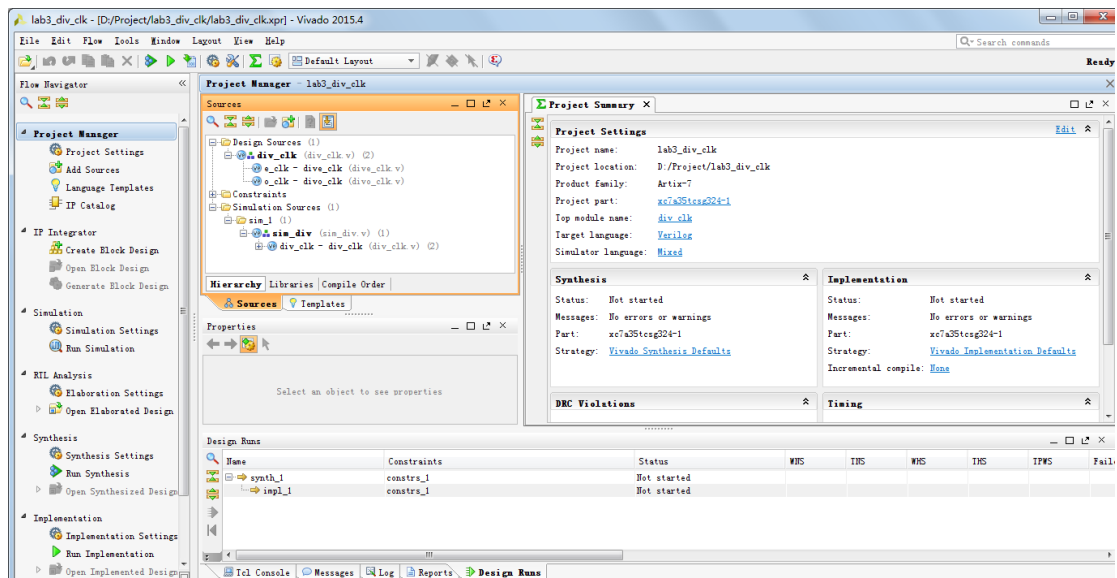 lab3_div_clk - [D:/Project/lab3_div_clk/lab3_div_clk.xpr] - Vivado 2015.4
File Edit Flow Tools Window Layout View Help
Search commands
Default Layout
Ready
Flow Navigator
Project Manager
Project Settings
Add Sources
Language Templates
IP Catalog
IP Integrator
Create Block Design
Open Block Design
Generate Block Design
Simulation
Simulation Settings
Run Simulation
RTL Analysis
Elaboration Settings
Open Elaborated Design
Synthesis
Synthesis Settings
Run Synthesis
Open Synthesized Design
Implementation
Implementation Settings
Run Implementation
Open Implemented Design
Project Manager - lab3_div_clk
Sources
Design Sources (1)
div_clk (div_clk.v) (2)
e_clk - dive_clk (dive_clk.v)
o_clk - divo_clk (divo_clk.v)
Constraints
Simulation Sources (1)
sim_1 (1)
sim_div (sim_div.v) (1)
div_clk - div_clk (div_clk.v) (2)
Hierarchy Libraries Compile Order
Sources Templates
Properties
Select an object to see properties
Project Summary
Project Settings Edit
Project name: lab3_div_clk
Project location: D:/Project/lab3_div_clk
Product family: Artix-7
Project part: xc7a35tcsg324-1
Top module name: div_clk
Target language: Verilog
Simulator language: Mixed
Synthesis
Status: Not started
Messages: No errors or warnings
Part: xc7a35tcsg324-1
Strategy: Vivado Synthesis Defaults
Implementation
Status: Not started
Messages: No errors or warnings
Part: xc7a35tcsg324-1
Strategy: Vivado Implementation Defaults
Incremental compile: None
DRC Violations
Timing
Design Runs
Name Constraints Status WNS TNS WHS THS TPWS Faile
synth_1 constrs_1 Not started
impl_1 constrs_1 Not started
Tcl Console Messages Log Reports Design Runs